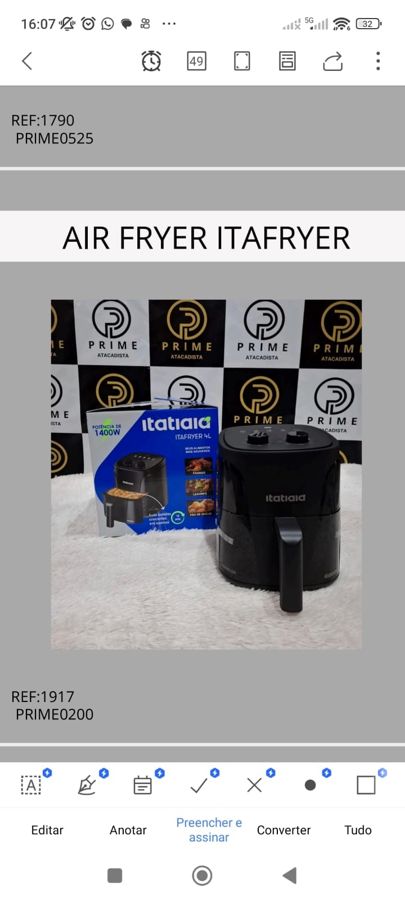 16:07
5G
32
49
REF:1790
PRIME0525
AIR FRYER ITAFRYER
PRIME
ATACADISTA
PRIME
ATACADISTA
PRIME
ATACADISTA
PRIME
POTÊNCIA DE
1400W
itatiaia
ITAFRYER 4L
itatiaia
REF:1917
PRIME0200
A
Editar
Anotar
Preencher e
assinar
Converter
Tudo